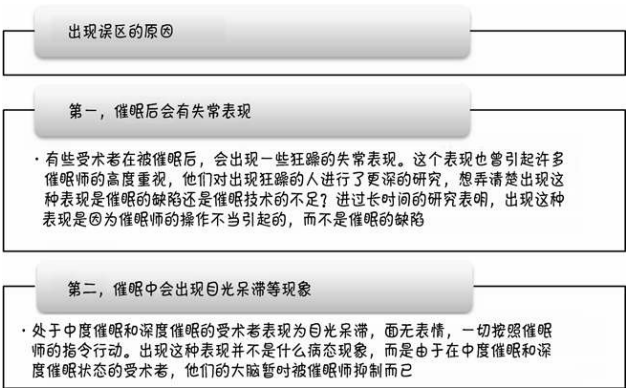 出现误区的原因
第一，催眠后会有失常表现
·有些受术者在被催眠后，会出现一些狂躁的失常表现。这个表现也曾引起许多
催眠师的高度重视，他们对出现狂躁的人进行了更深的研究，想弄清楚出现这
种表现是催眠的缺陷还是催眠技术的不足？进过长时间的研究表明，出现这种
表现是因为催眠师的操作不当引起的，而不是催眠的缺陷
第二，催眠中会出现目光呆滞等现象
·处于中度催眠和深度催眠的受术者表现为目光呆滞，面无表情，一切按照催眠
师的指令行动。出现这种表现并不是什么病态现象，而是由于在中度催眠和深
度催眠状态的受术者，他们的大脑暂时被催眠师抑制而已